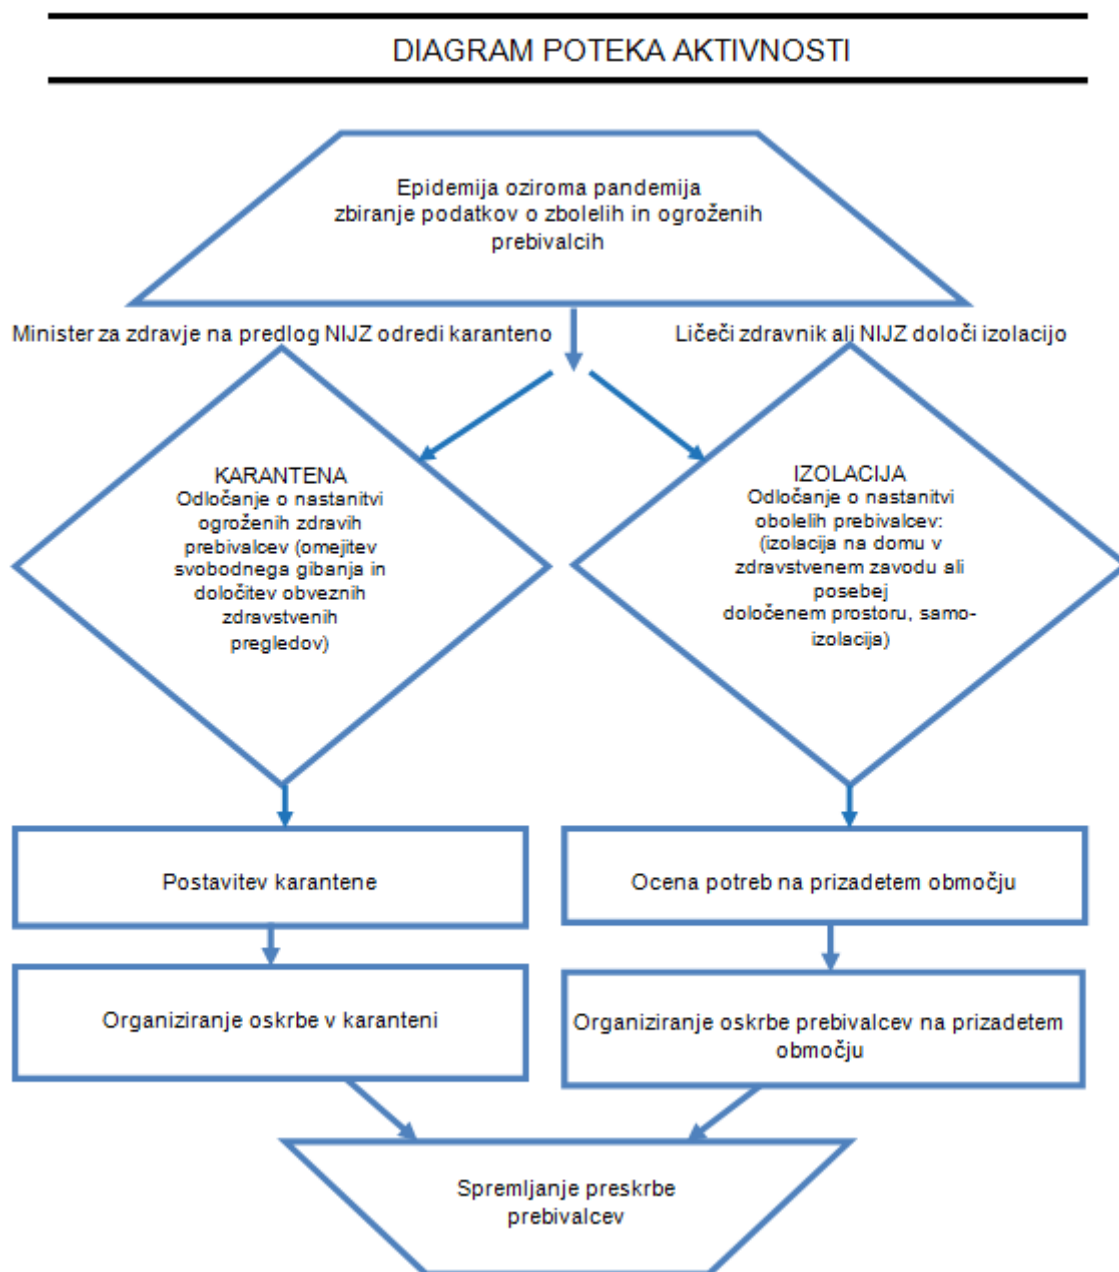 DIAGRAM POTEKA AKTIVNOSTI
Epidemija oziroma pandemija
zbiranje podatkov o zbolelih in ogroženih
prebivalcih
Minister za zdravje na predlog NIJZ odredi karanteno
Ličeči zdravnik ali NIJZ določi izolacijo
KARANTENA
Odločanje o nastanitvi
ogroženih zdravih
prebivalcev (omejitev
svobodnega gibanja in
določitev obveznih
zdravstvenih
pregledov)
IZOLACIJA
Odločanje o nastanitvi
obolelih prebivalcev:
(izolacija na domu v
zdravstvenem zavodu ali
posebej
določenem prostoru, samo-
izolacija)
Postavitev karantene
Ocena potreb na prizadetem območju
Organiziranje oskrbe v karanteni
Organiziranje oskrbe prebivalcev na prizadetem
območju
Spremljanje preskrbe
prebivalcev